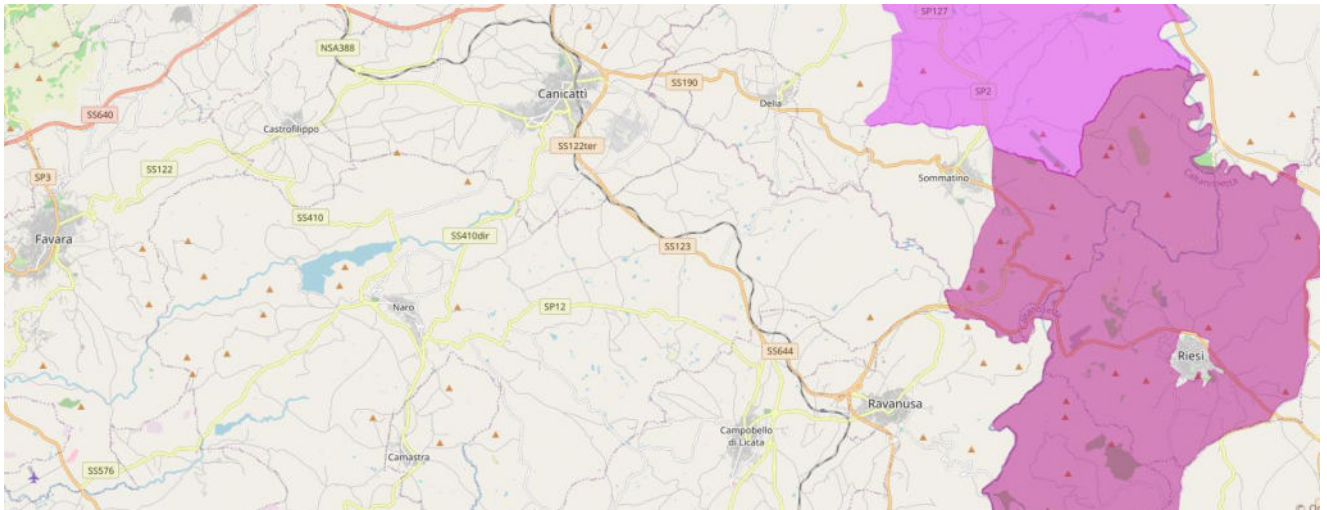 SP127
NSA388
SS190
SP2
Canicattì
Delia
SS640
Castrofilippo
SS122ter
SS122
SP3
Sommatino
Caltanissetta
SS410
Favara
SS410dir
SS123
Naro
SP12
SS644
Riesi
Ravanusa
Campobello
di Licata
Camastra
SS576